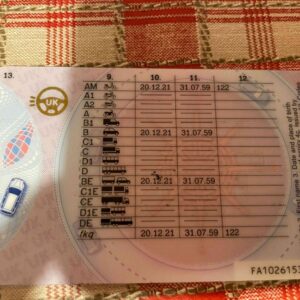 13. 9. 10. 11. 12.
UK
AM 20.12.21 31.07.59 122
A1
A2
A
B1
B 20.12.21 31.07.59
C1
C
D1
D
BE 20.12.21 31.07.59
C1E
CE
D1E
DE
fkq 20.12.21 31.07.59 122
FA1026153